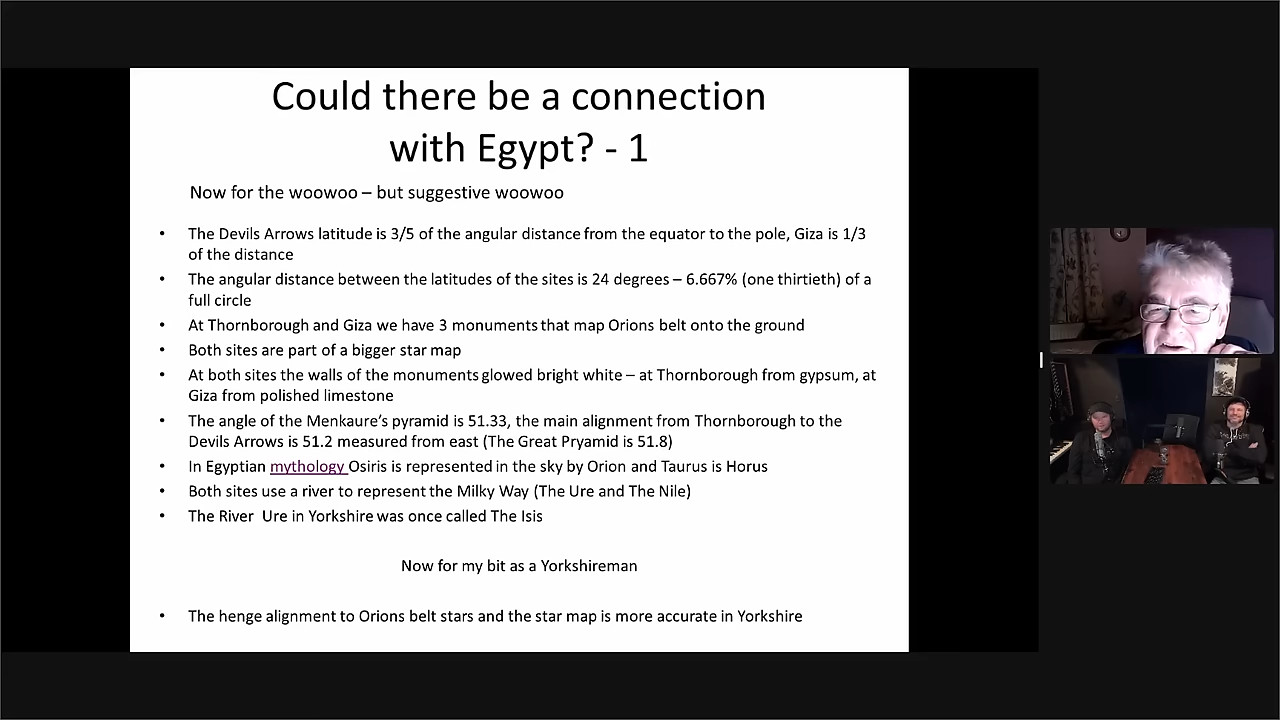 Could there be a connection
with Egypt? - 1
Now for the woowoo – but suggestive woowoo
• The Devils Arrows latitude is 3/5 of the angular distance from the equator to the pole, Giza is 1/3
of the distance
• The angular distance between the latitudes of the sites is 24 degrees – 6.667% (one thirtieth) of a
full circle
• At Thornborough and Giza we have 3 monuments that map Orions belt onto the ground
• Both sites are part of a bigger star map
• At both sites the walls of the monuments glowed bright white – at Thornborough from gypsum, at
Giza from polished limestone
• The angle of the Menkaure’s pyramid is 51.33, the main alignment from Thornborough to the
Devils Arrows is 51.2 measured from east (The Great Pryamid is 51.8)
• In Egyptian mythology Osiris is represented in the sky by Orion and Taurus is Horus
• Both sites use a river to represent the Milky Way (The Ure and The Nile)
• The River Ure in Yorkshire was once called The Isis
Now for my bit as a Yorkshireman
• The henge alignment to Orions belt stars and the star map is more accurate in Yorkshire